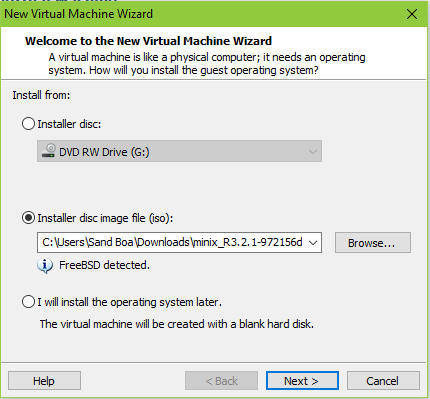 New Virtual Machine Wizard
Welcome to the New Virtual Machine Wizard
A virtual machine is like a physical computer; it needs an operating
system. How will you install the guest operating system?
Install from:
Installer disc:
DVD RW Drive (G:)
Installer disc image file (iso):
C:\Users\Sand Boa\Downloads\minix_R3.2.1-972156d
Browse...
FreeBSD detected.
I will install the operating system later.
The virtual machine will be created with a blank hard disk.
Help
< Back
Next >
Cancel